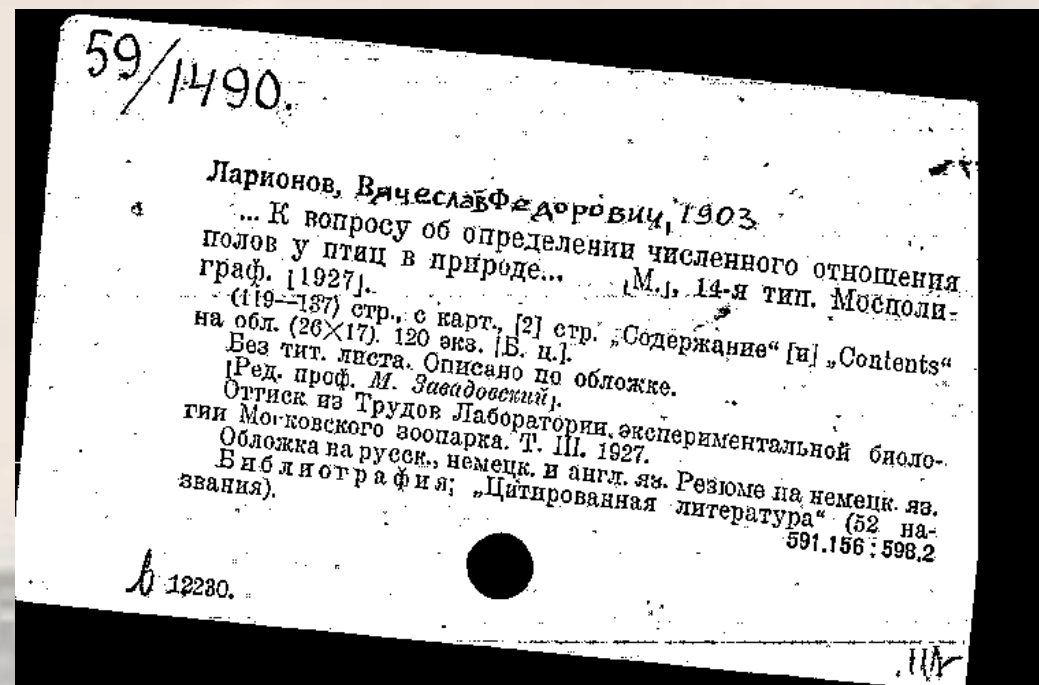 59/1490.
Ларионов, Вячеслав Федорович, 1903
... К вопросу об определении численного отношения
полов у птиц в природе... [М.], 14-я тип. Мосполи-
граф. [1927].
(119—137) стр., с карт., [2] стр. „Содержание“ [и] „Contents“
на обл. (26×17). 120 экз. [Б. ц.].
Без тит. листа. Описано по обложке.
[Ред. проф. М. Завадовский].
Оттиск из Трудов Лаборатории экспериментальной биоло-
гии Московского зоопарка. Т. III. 1927.
Обложка на русск., немецк. и англ. яз. Резюме на немецк. яз.
Библиография: „Цитированная литература“ (52 на-
звания).
591.156 : 598.2
12230.